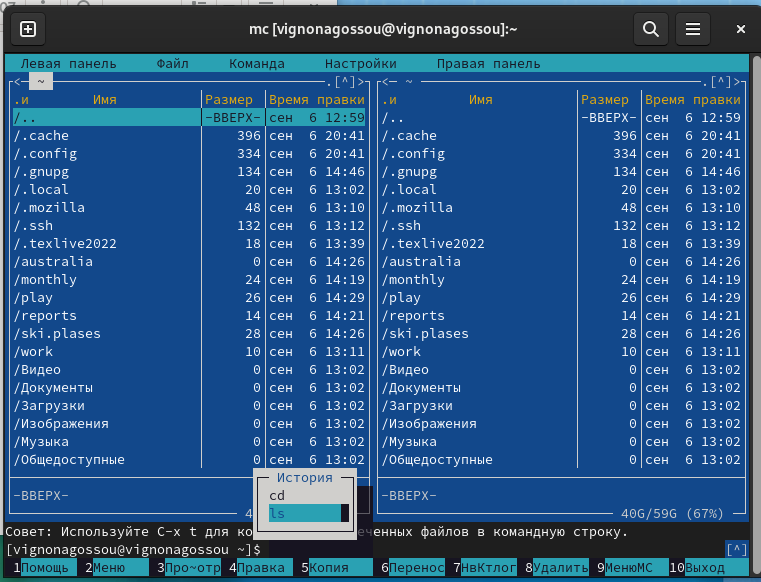 mc [vignonagossou@vignonagossou]:~
Левая панель Файл Команда Настройки Правая панель
<- ~ .[^]> <- ~ .[^]>
.и Имя Размер Время правки .и Имя Размер Время правки
/.. -ВВЕРХ- сен 6 12:59 /.. -ВВЕРХ- сен 6 12:59
/.cache 396 сен 6 20:41 /.cache 396 сен 6 20:41
/.config 334 сен 6 20:41 /.config 334 сен 6 20:41
/.gnupg 134 сен 6 14:46 /.gnupg 134 сен 6 14:46
/.local 20 сен 6 13:02 /.local 20 сен 6 13:02
/.mozilla 48 сен 6 13:10 /.mozilla 48 сен 6 13:10
/.ssh 132 сен 6 13:12 /.ssh 132 сен 6 13:12
/.texlive2022 18 сен 6 13:39 /.texlive2022 18 сен 6 13:39
/australia 0 сен 6 14:26 /australia 0 сен 6 14:26
/monthly 24 сен 6 14:19 /monthly 24 сен 6 14:19
/play 26 сен 6 14:29 /play 26 сен 6 14:29
/reports 14 сен 6 14:21 /reports 14 сен 6 14:21
/ski.plases 28 сен 6 14:26 /ski.plases 28 сен 6 14:26
/work 10 сен 6 13:11 /work 10 сен 6 13:11
/Видео 0 сен 6 13:02 /Видео 0 сен 6 13:02
/Документы 0 сен 6 13:02 /Документы 0 сен 6 13:02
/Загрузки 0 сен 6 13:02 /Загрузки 0 сен 6 13:02
/Изображения 0 сен 6 13:02 /Изображения 0 сен 6 13:02
/Музыка 0 сен 6 13:02 /Музыка 0 сен 6 13:02
/Общедоступные 0 сен 6 13:02 /Общедоступные 0 сен 6 13:02
История
cd
ls
-ВВЕРХ- -ВВЕРХ-
4 40G/59G (67%)
Совет: Используйте C-x t для ко ченных файлов в командную строку.
[vignonagossou@vignonagossou ~]$ [^]
1Помощь 2Меню 3Про~отр 4Правка 5Копия 6Перенос 7НвКтлог 8Удалить 9МенюМС 10Выход